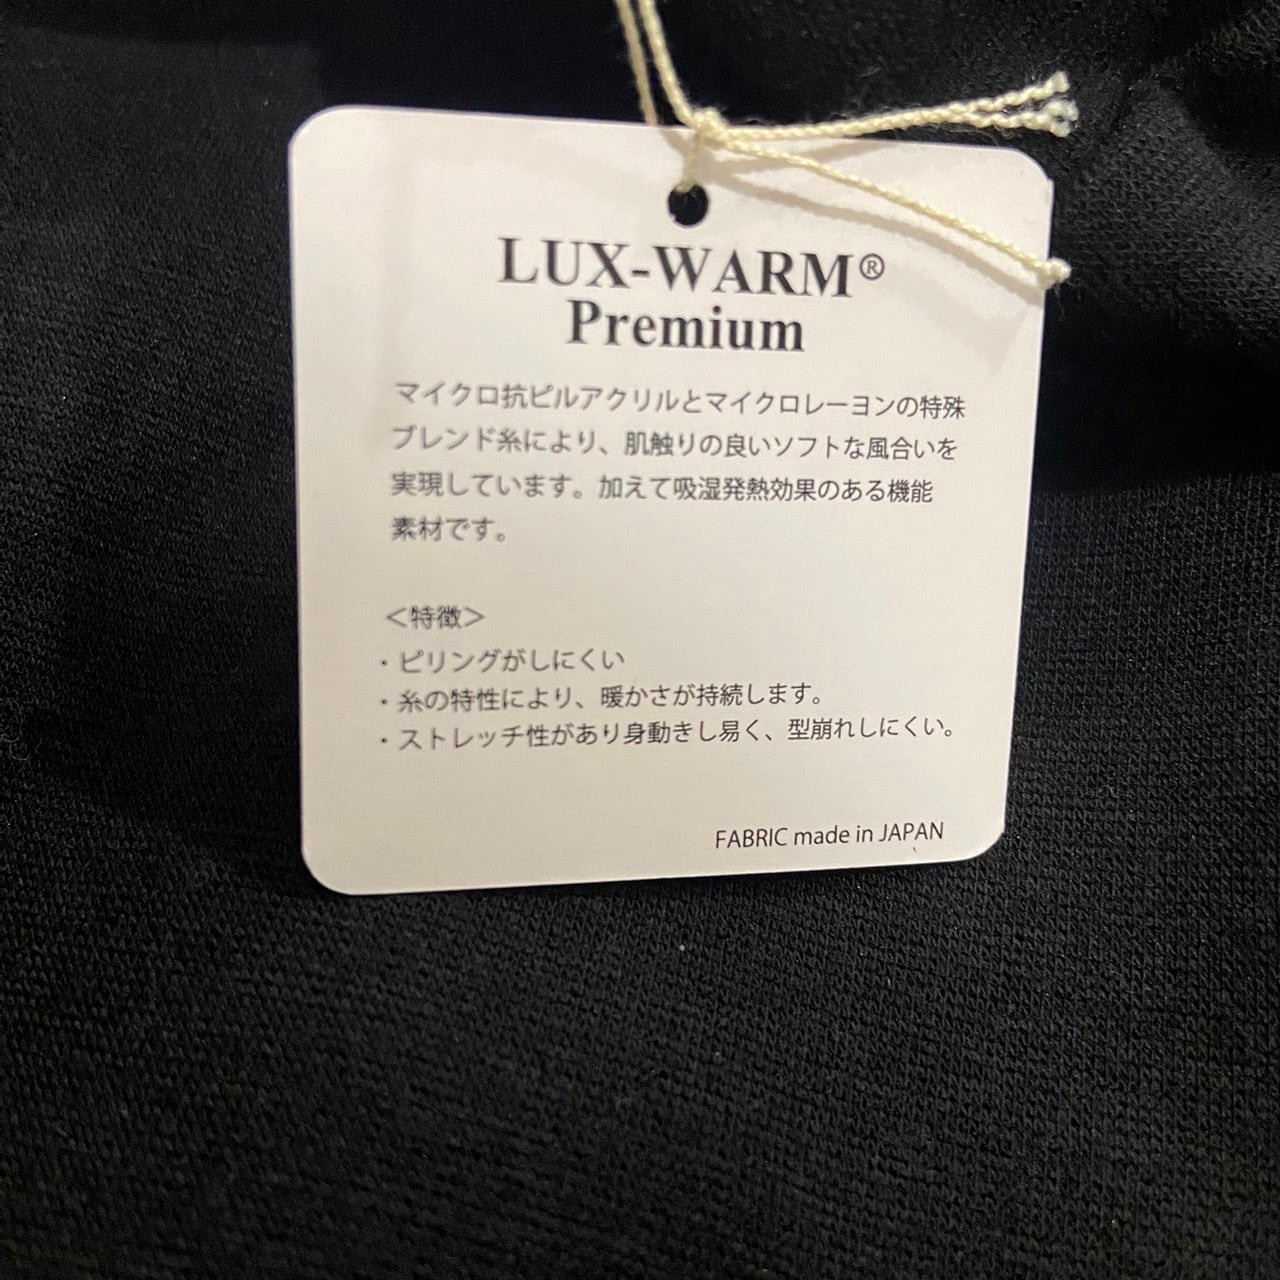 LUX-WARM®
Premium
マイクロ抗ピルアクリルとマイクロレーヨンの特殊
ブレンド糸により、肌触りの良いソフトな風合いを
実現しています。加えて吸湿発熱効果のある機能
素材です。
＜特徴＞
・ピリングがしにくい
・糸の特性により、暖かさが持続します。
・ストレッチ性があり身動きし易く、型崩れしにくい。
FABRIC made in JAPAN